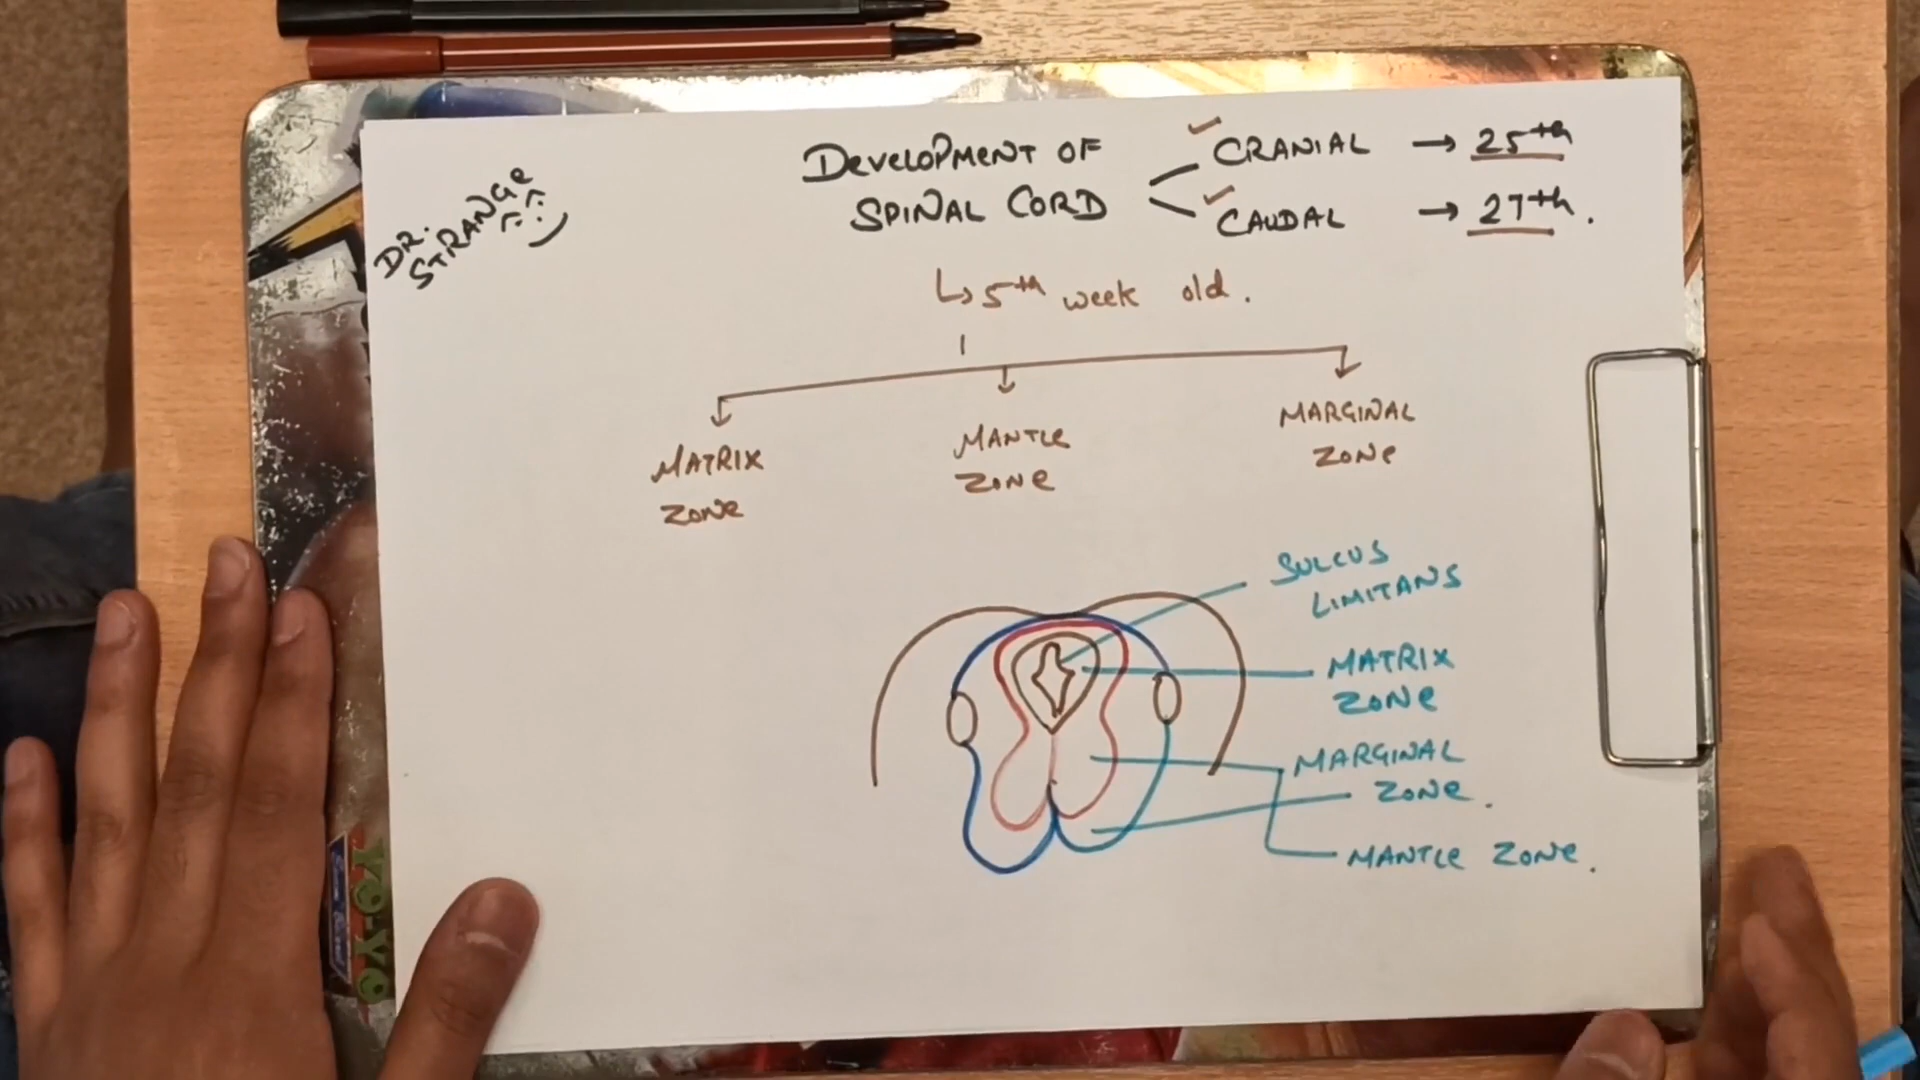 DR.
STRANGE
DEVELOPMENT OF
SPINAL CORD
CRANIAL → 25th
CAUDAL → 27th.
↳ 5th week old.
MATRIX
ZONE
MANTLE
ZONE
MARGINAL
ZONE
SULCUS
LIMITANS
MATRIX
ZONE
MARGINAL
ZONE.
MANTLE ZONE.
YO-YO